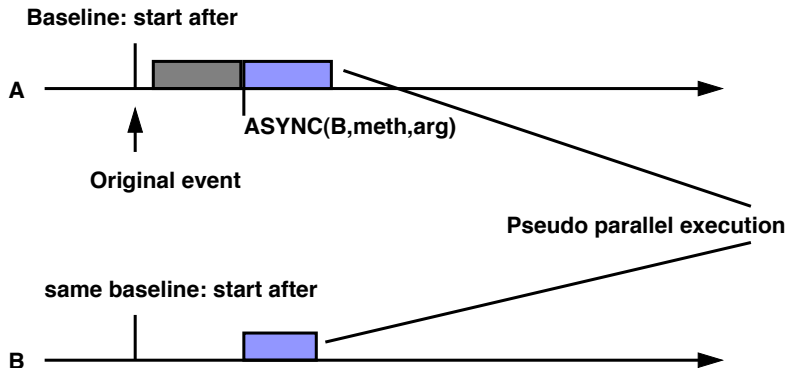 Baseline: start after
A
ASYNC(B,meth,arg)
Original event
Pseudo parallel execution
same baseline: start after
B